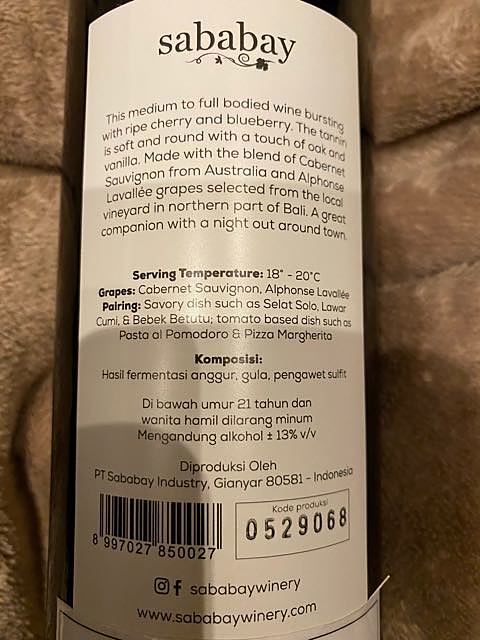 sababay
This medium to full bodied wine bursting
with ripe cherry and blueberry. The tannin
is soft and round with a touch of oak and
vanilla. Made with the blend of Cabernet
Sauvignon from Australia and Alphonse
Lavallée grapes selected from the local
vineyard in northern part of Bali. A great
companion with a night out around town.
Serving Temperature: 18° - 20°C
Grapes: Cabernet Sauvignon, Alphonse Lavallée
Pairing: Savory dish such as Selat Solo, Lawar
Cumi, & Bebek Betutu; tomato based dish such as
Pasta al Pomodoro & Pizza Margherita
Komposisi:
Hasil fermentasi anggur, gula, pengawet sulfit
Di bawah umur 21 tahun dan
wanita hamil dilarang minum
Mengandung alkohol ± 13% v/v
Diproduksi Oleh
PT Sababay Industry, Gianyar 80581 - Indonesia
Kode produksi
0529068
8 997027 850027
sababaywinery
www.sababaywinery.com